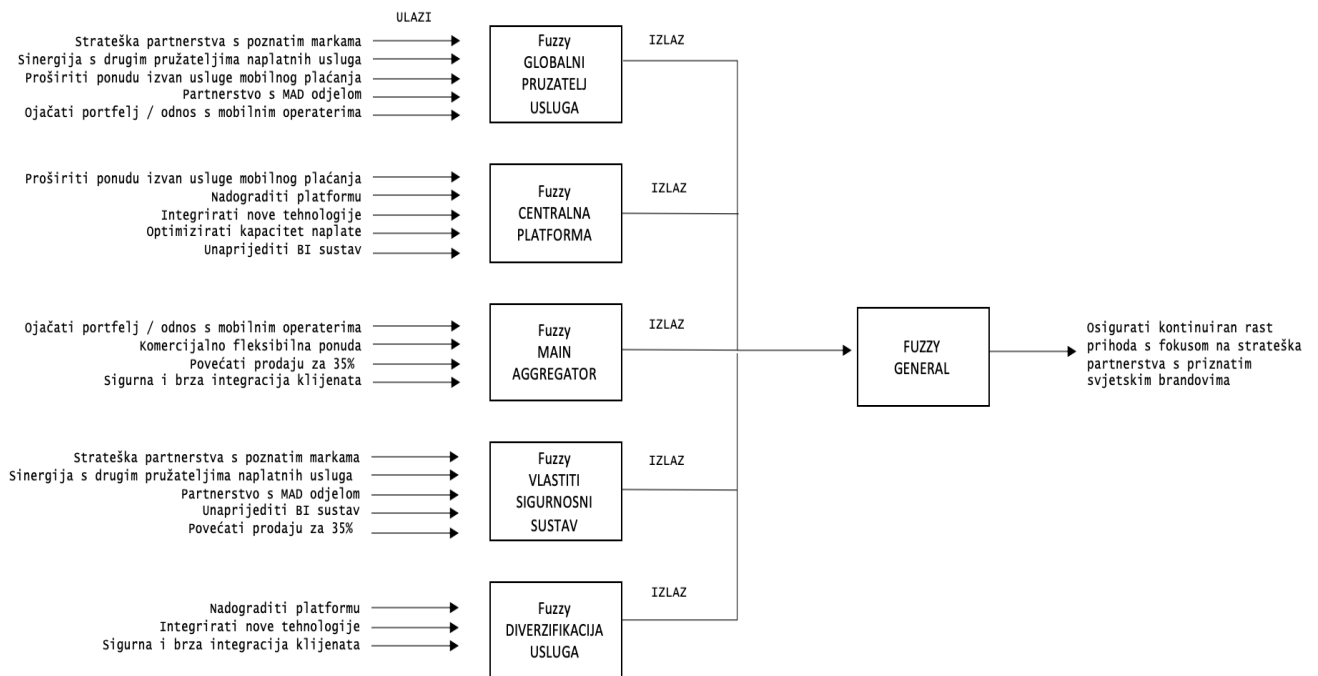 ULAZI
Strateška partnerstva s poznatim markama
Sinergija s drugim pružateljima naplatnih usluga
Proširiti ponudu izvan usluge mobilnog plaćanja
Partnerstvo s MAD odjelom
Ojačati portfelj / odnos s mobilnim operaterima
Fuzzy
GLOBALNI
PRUZATELJ
USLUGA
IZLAZ
Proširiti ponudu izvan usluge mobilnog plaćanja
Nadograditi platformu
Integrirati nove tehnologije
Optimizirati kapacitet naplate
Unaprijediti BI sustav
Fuzzy
CENTRALNA
PLATFORMA
IZLAZ
Ojačati portfelj / odnos s mobilnim operaterima
Komercijalno fleksibilna ponuda
Povećati prodaju za 35%
Sigurna i brza integracija klijenata
Fuzzy
MAIN
AGGREGATOR
IZLAZ
Strateška partnerstva s poznatim markama
Sinergija s drugim pružateljima naplatnih usluga
Partnerstvo s MAD odjelom
Unaprijediti BI sustav
Povećati prodaju za 35%
Fuzzy
VLASTITI
SIGURNOSNI
SUSTAV
IZLAZ
Nadograditi platformu
Integrirati nove tehnologije
Sigurna i brza integracija klijenata
Fuzzy
DIVERZIFIKACIJA
USLUGA
IZLAZ
FUZZY
GENERAL
Osigurati kontinuiran rast
prihoda s fokusom na strateška
partnerstva s priznatim
svjetskim brandovima